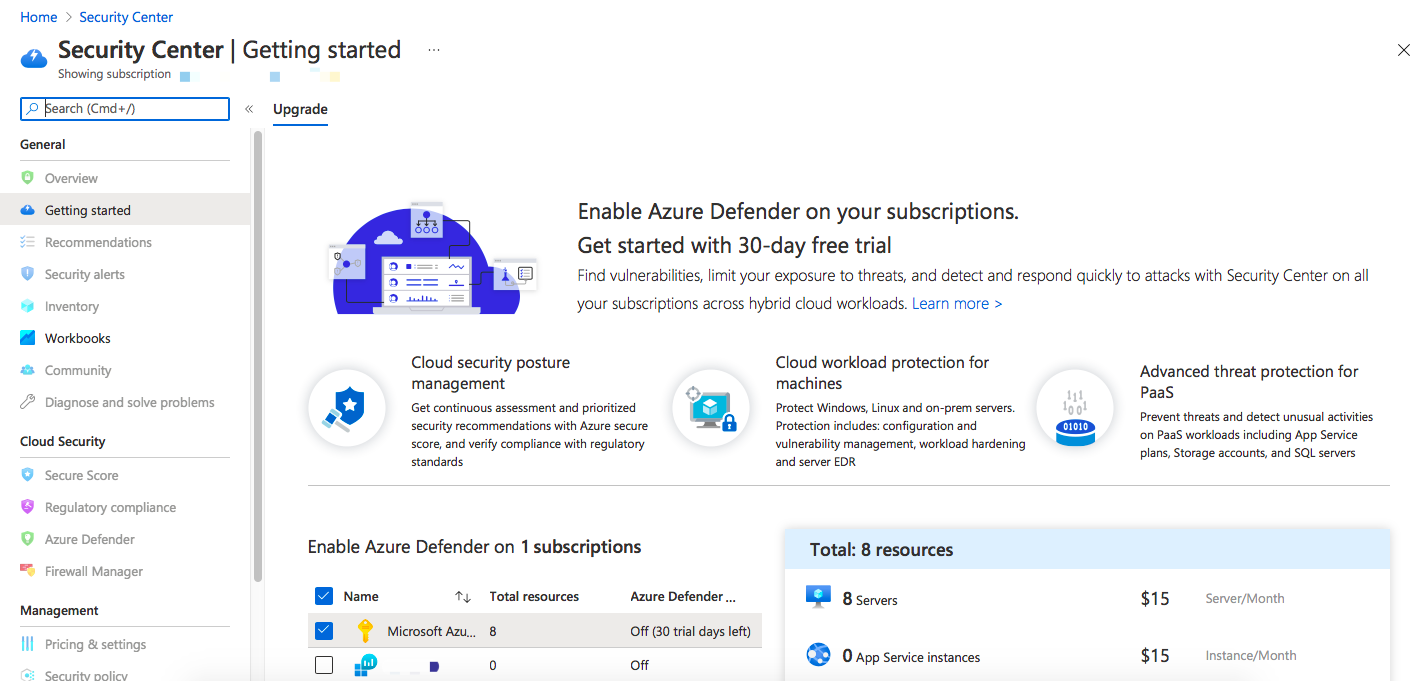 Home > Security Center
Security Center | Getting started ...
Showing subscription
Search (Cmd+/)
«
Upgrade
General
Overview
Getting started
Recommendations
Security alerts
Inventory
Workbooks
Community
Diagnose and solve problems
Cloud Security
Secure Score
Regulatory compliance
Azure Defender
Firewall Manager
Management
Pricing & settings
Security policy
Enable Azure Defender on your subscriptions.
Get started with 30-day free trial
Find vulnerabilities, limit your exposure to threats, and detect and respond quickly to attacks with Security Center on all
your subscriptions across hybrid cloud workloads. Learn more >
Cloud security posture
management
Get continuous assessment and prioritized
security recommendations with Azure secure
score, and verify compliance with regulatory
standards
Cloud workload protection for
machines
Protect Windows, Linux and on-prem servers.
Protection includes: configuration and
vulnerability management, workload hardening
and server EDR
111
1001
01010
Advanced threat protection for
PaaS
Prevent threats and detect unusual activities
on PaaS workloads including App Service
plans, Storage accounts, and SQL servers
Enable Azure Defender on 1 subscriptions
Name Total resources Azure Defender ...
Microsoft Azu... 8 Off (30 trial days left)
0 Off
Total: 8 resources
8 Servers $15 Server/Month
0 App Service instances $15 Instance/Month